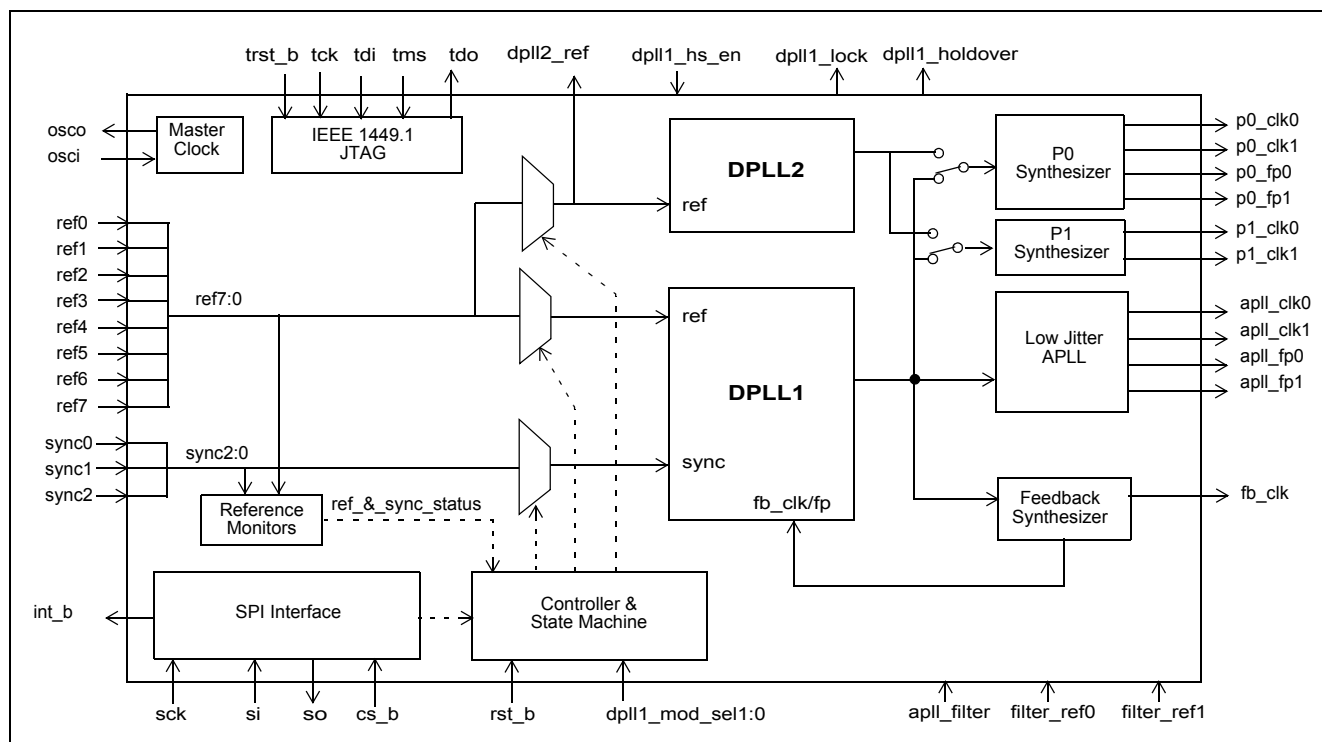 trst_b
tck
tdi
tms
tdo
dpll2_ref
dpll1_hs_en
dpll1_lock
dpll1_holdover
osco
osci
Master
Clock
IEEE 1449.1
JTAG
DPLL2
ref
P0
Synthesizer
p0_clk0
p0_clk1
p0_fp0
p0_fp1
P1
Synthesizer
p1_clk0
p1_clk1
ref0
ref1
ref2
ref3
ref4
ref5
ref6
ref7
ref7:0
ref
DPLL1
sync
fb_clk/fp
Low Jitter
APLL
apll_clk0
apll_clk1
apll_fp0
apll_fp1
sync0
sync1
sync2
sync2:0
Reference
Monitors
ref_&_sync_status
Feedback
Synthesizer
fb_clk
int_b
SPI Interface
Controller &
State Machine
sck
si
so
cs_b
rst_b
dpll1_mod_sel1:0
apll_filter
filter_ref0
filter_ref1